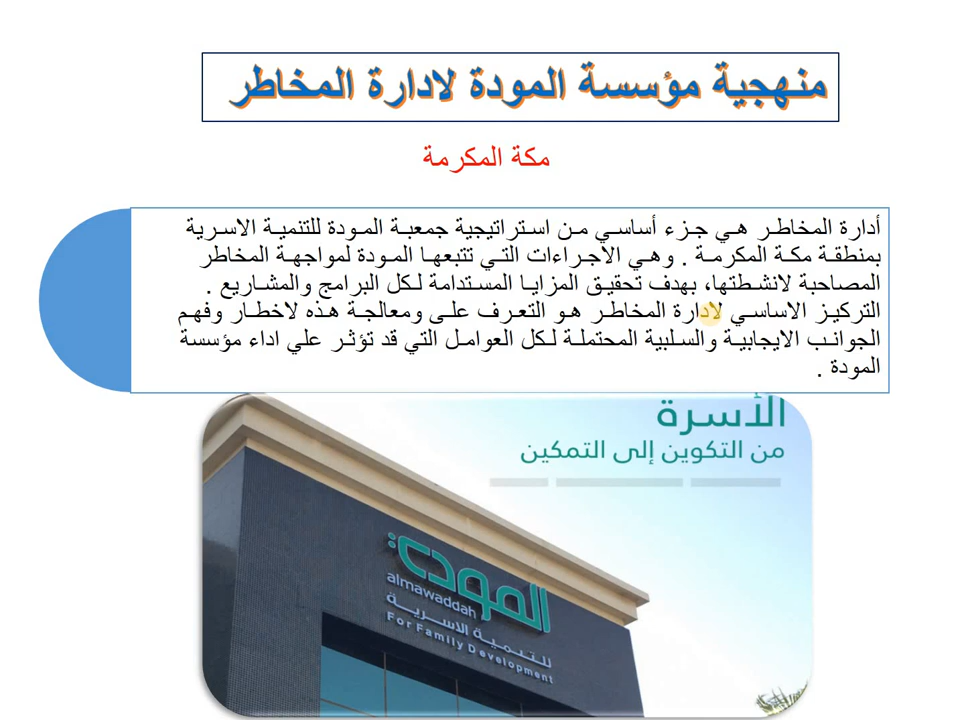 منهجية مؤسسة المودة لادارة المخاطر
مكة المكرمة
أدارة المخاطر هي جزء أساسي من استراتيجية جمعبة المودة للتنمية الاسرية
بمنطقة مكة المكرمة . وهي الاجراءات التي تتبعها المودة لمواجهة المخاطر
المصاحبة لانشطتها، بهدف تحقيق المزايا المستدامة لكل البرامج والمشاريع .
التركيز الاساسي لادارة المخاطر هو التعرف على ومعالجة هذه لاخطار وفهم
الجوانب الايجابية والسلبية المحتملة لكل العوامل التي قد تؤثر علي اداء مؤسسة
المودة .
الأسرة
من التكوين إلى التمكين
المودة
almawaddah
للتنمية الاسرية
For Family Development